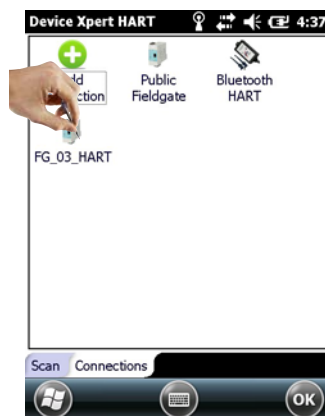 Device Xpert HART 4:37
Public Bluetooth
Fieldgate HART
FG_03_HART
Scan Connections
OK